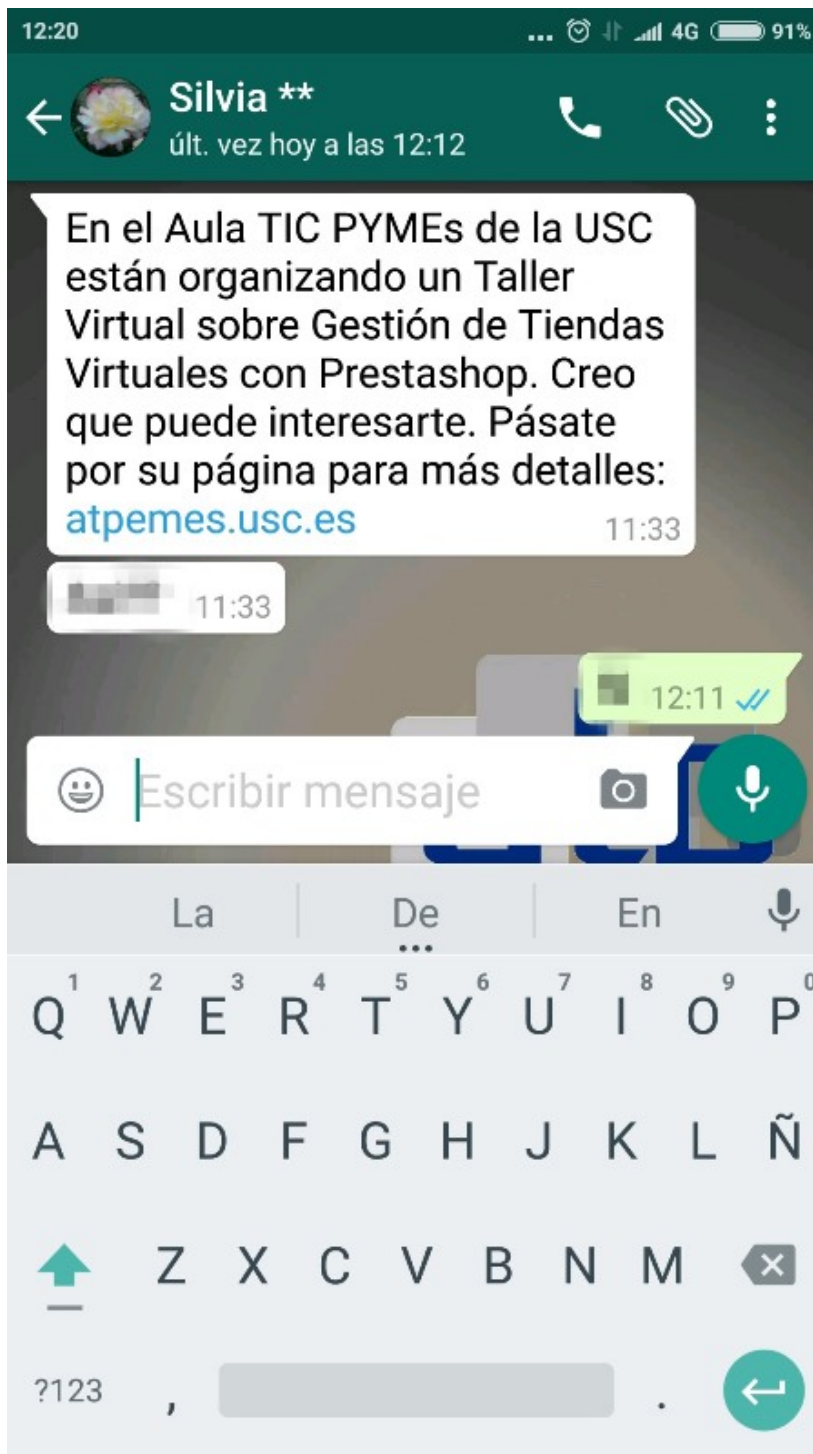 12:20
... 4G 91%
Silvia **
últ. vez hoy a las 12:12
En el Aula TIC PYMEs de la USC
están organizando un Taller
Virtual sobre Gestión de Tiendas
Virtuales con Prestashop. Creo
que puede interesarte. Pásate
por su página para más detalles:
atpemes.usc.es
11:33
11:33
12:11
Escribir mensaje
La De En
...
1 2 3 4 5 6 7 8 9 0
Q W E R T Y U I O P
A S D F G H J K L Ñ
Z X C V B N M
?123 , .